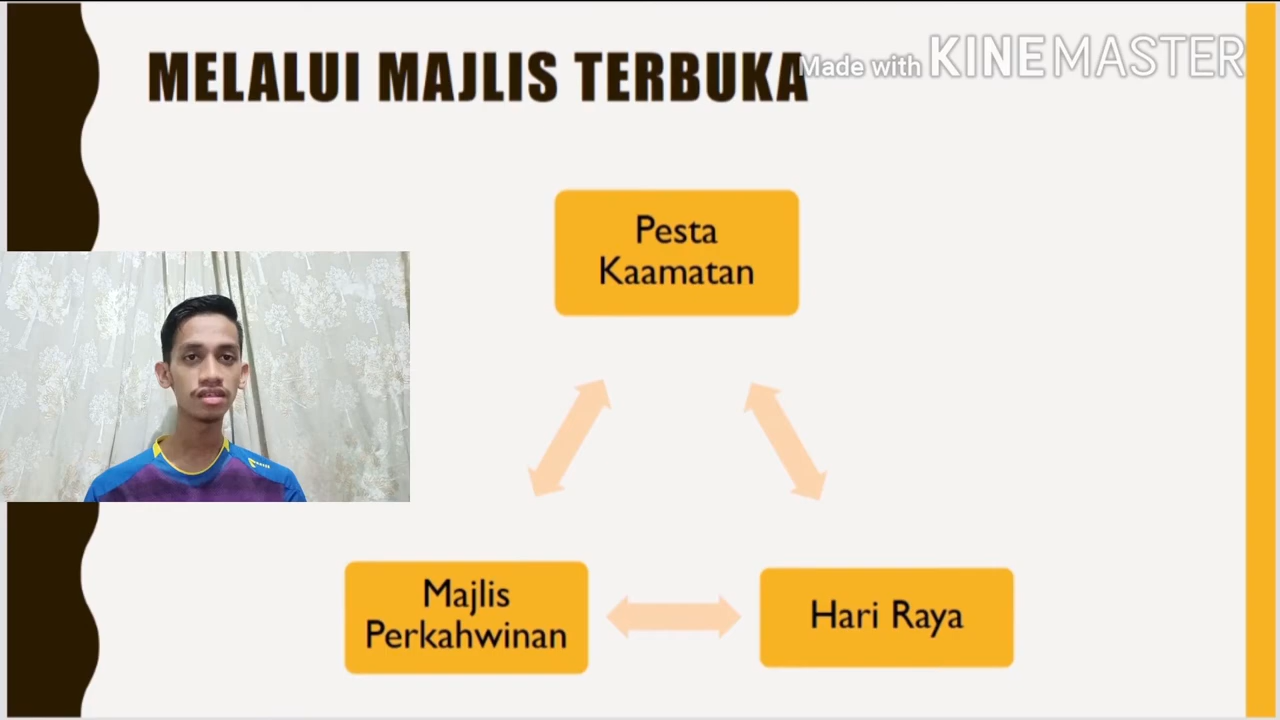 MELALUI MAJLIS TERBUKA
Made with KINEMASTER
Pesta
Kaamatan
Majlis
Perkahwinan
Hari Raya